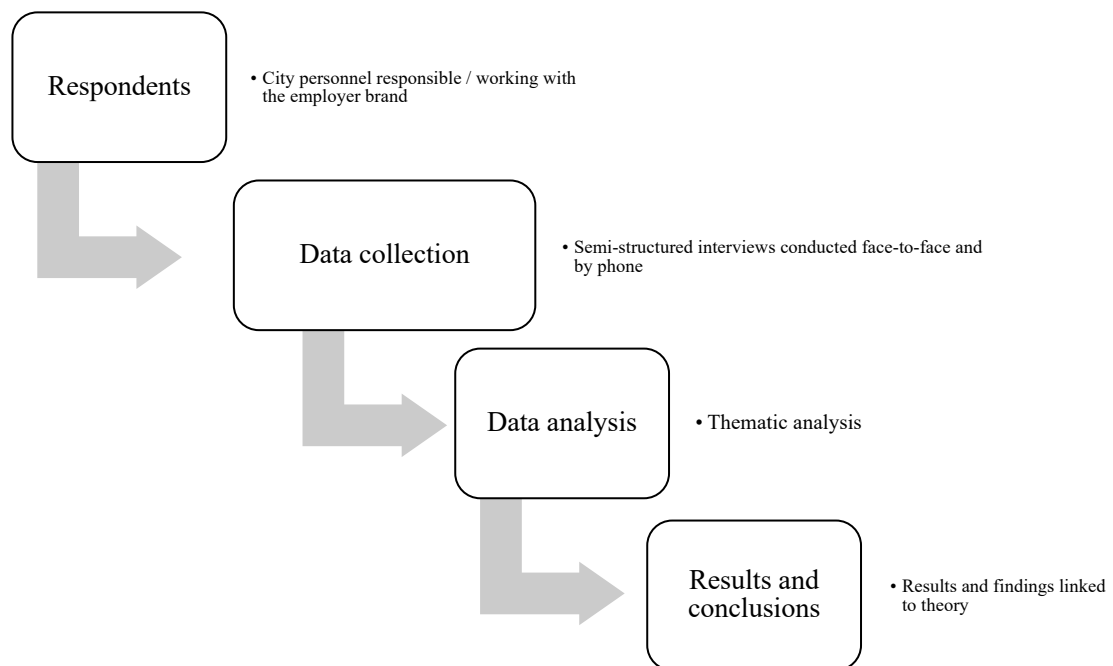 Respondents
• City personnel responsible / working with
the employer brand
Data collection
• Semi-structured interviews conducted face-to-face and
by phone
Data analysis
• Thematic analysis
Results and
conclusions
• Results and findings linked
to theory